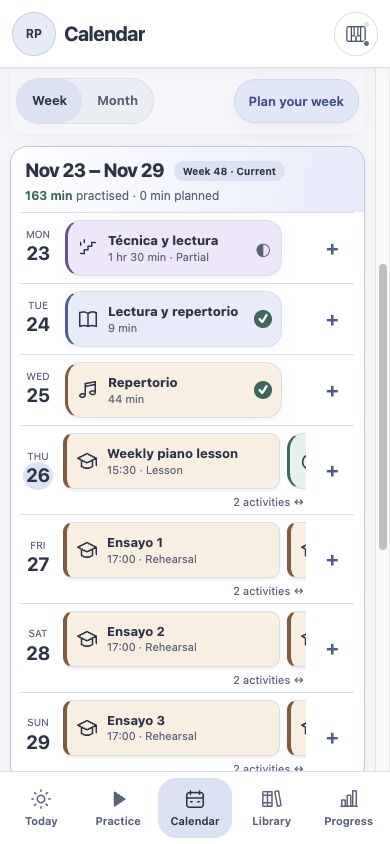 RP Calendar
Week Month Plan your week
Nov 23 – Nov 29 Week 48 · Current
163 min practised · 0 min planned
MON
23
Técnica y lectura
1 hr 30 min · Partial
+
TUE
24
Lectura y repertorio
9 min
+
WED
25
Repertorio
44 min
+
THU
26
Weekly piano lesson
15:30 · Lesson
+
2 activities ↔
FRI
27
Ensayo 1
17:00 · Rehearsal
+
2 activities ↔
SAT
28
Ensayo 2
17:00 · Rehearsal
+
2 activities ↔
SUN
29
Ensayo 3
17:00 · Rehearsal
+
2 activities ↔
Today Practice Calendar Library Progress